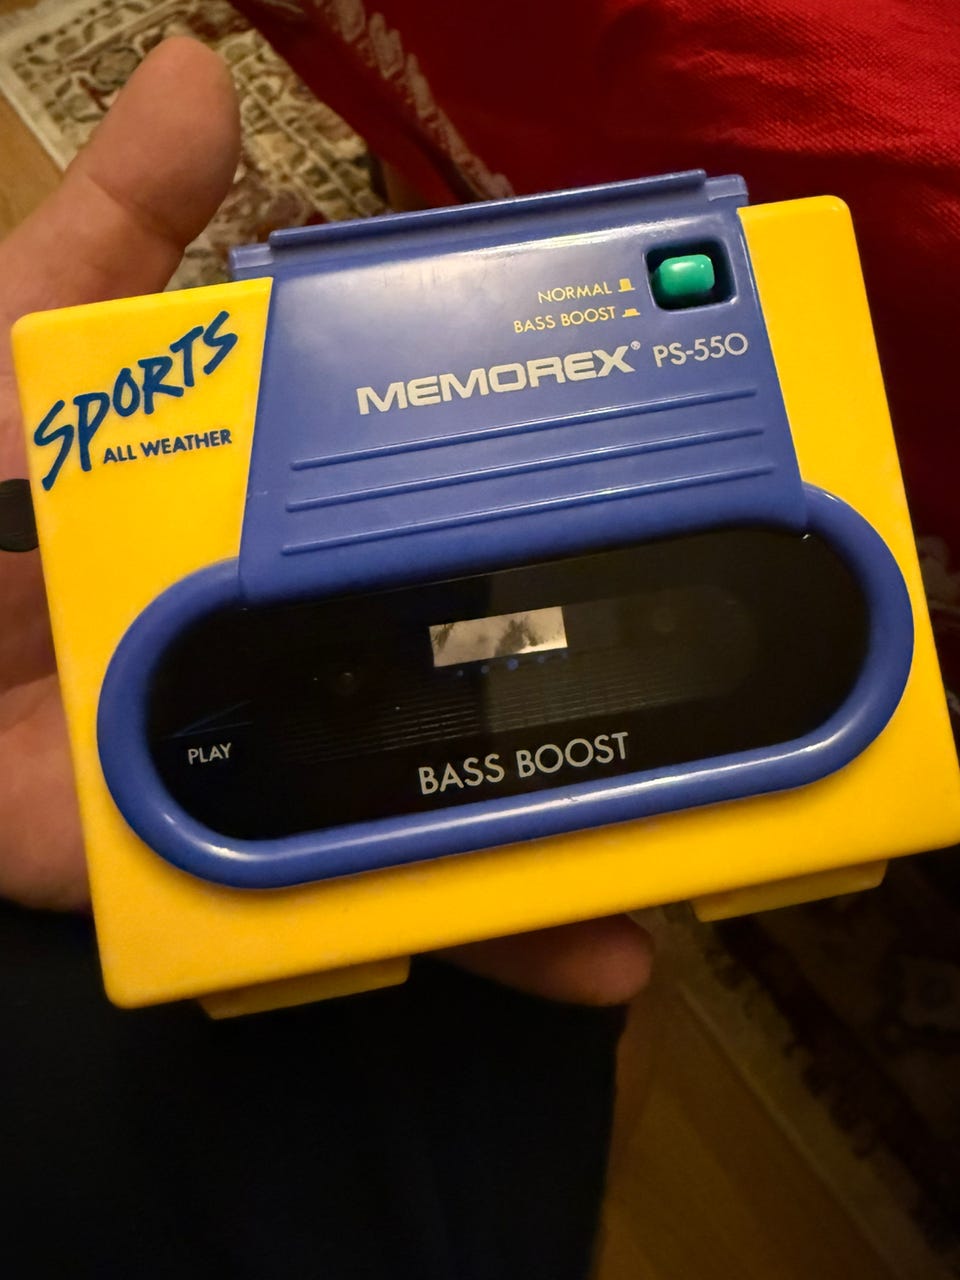 SPORTS
ALL WEATHER
NORMAL
BASS BOOST
MEMOREX® PS-550
PLAY
BASS BOOST